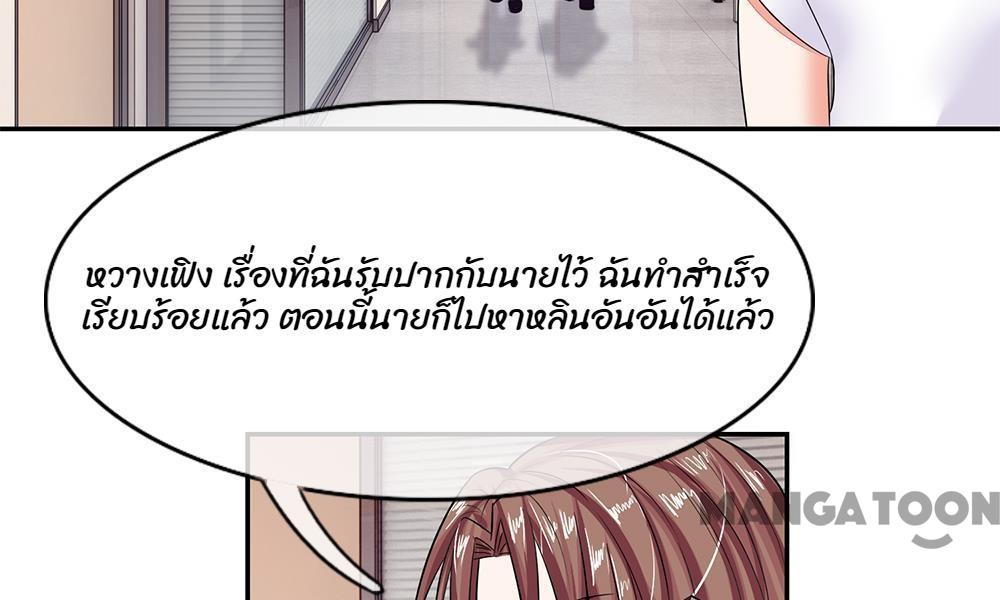 หวางเฟิง เรื่องที่ฉันรับปากกับนายไว้ ฉันทำสำเร็จ
เรียบร้อยแล้ว ตอนนี้นายก็ไปหาหลินอันอันได้แล้ว
MANGATOON